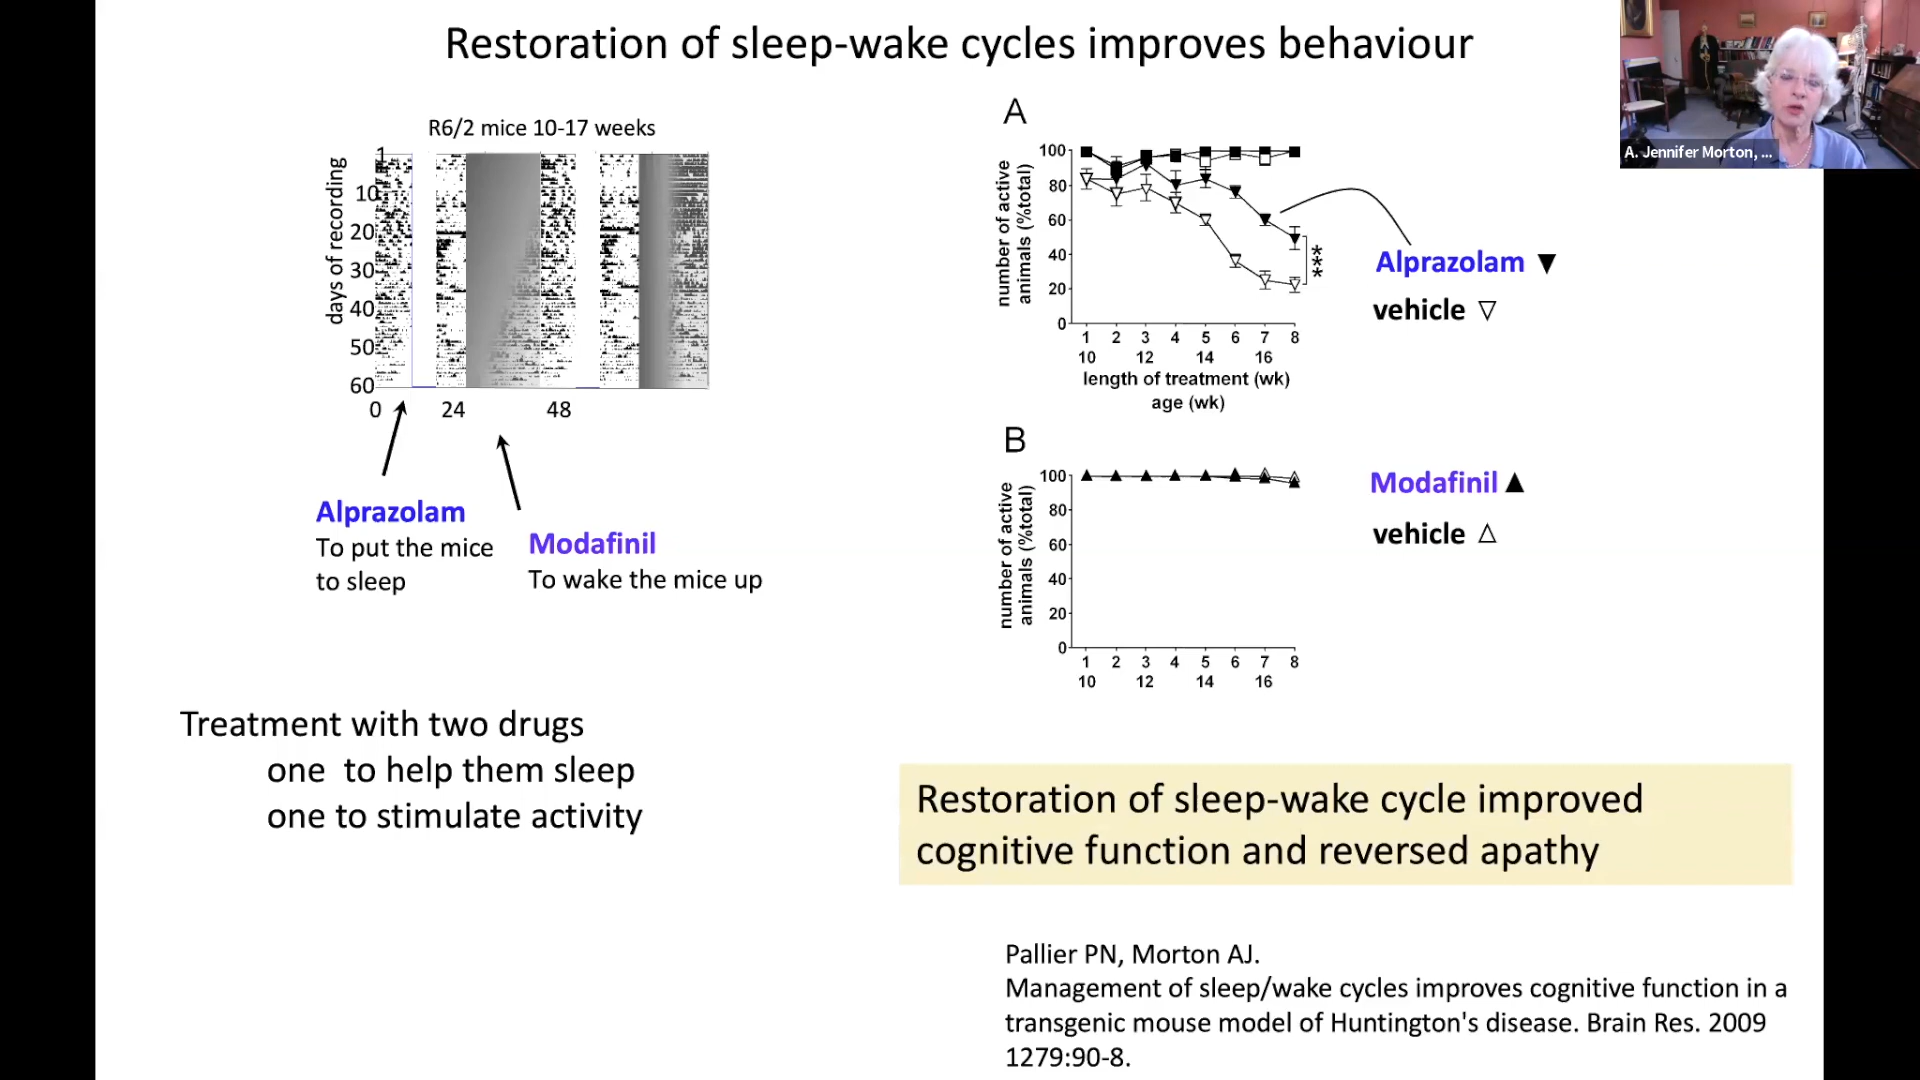 Restoration of sleep-wake cycles improves behaviour
A. Jennifer Morton, ...
R6/2 mice 10-17 weeks
days of recording
1
10
20
30
40
50
60
0 24 48
Alprazolam
To put the mice
to sleep
Modafinil
To wake the mice up
Treatment with two drugs
one to help them sleep
one to stimulate activity
A
number of active
animals (%total)
100
80
60
40
20
0
***
1 2 3 4 5 6 7 8
10 12 14 16
length of treatment (wk)
age (wk)
Alprazolam ▼
vehicle ▽
B
number of active
animals (%total)
100
80
60
40
20
0
1 2 3 4 5 6 7 8
10 12 14 16
Modafinil ▲
vehicle △
Restoration of sleep-wake cycle improved
cognitive function and reversed apathy
Pallier PN, Morton AJ.
Management of sleep/wake cycles improves cognitive function in a
transgenic mouse model of Huntington's disease. Brain Res. 2009
1279:90-8.